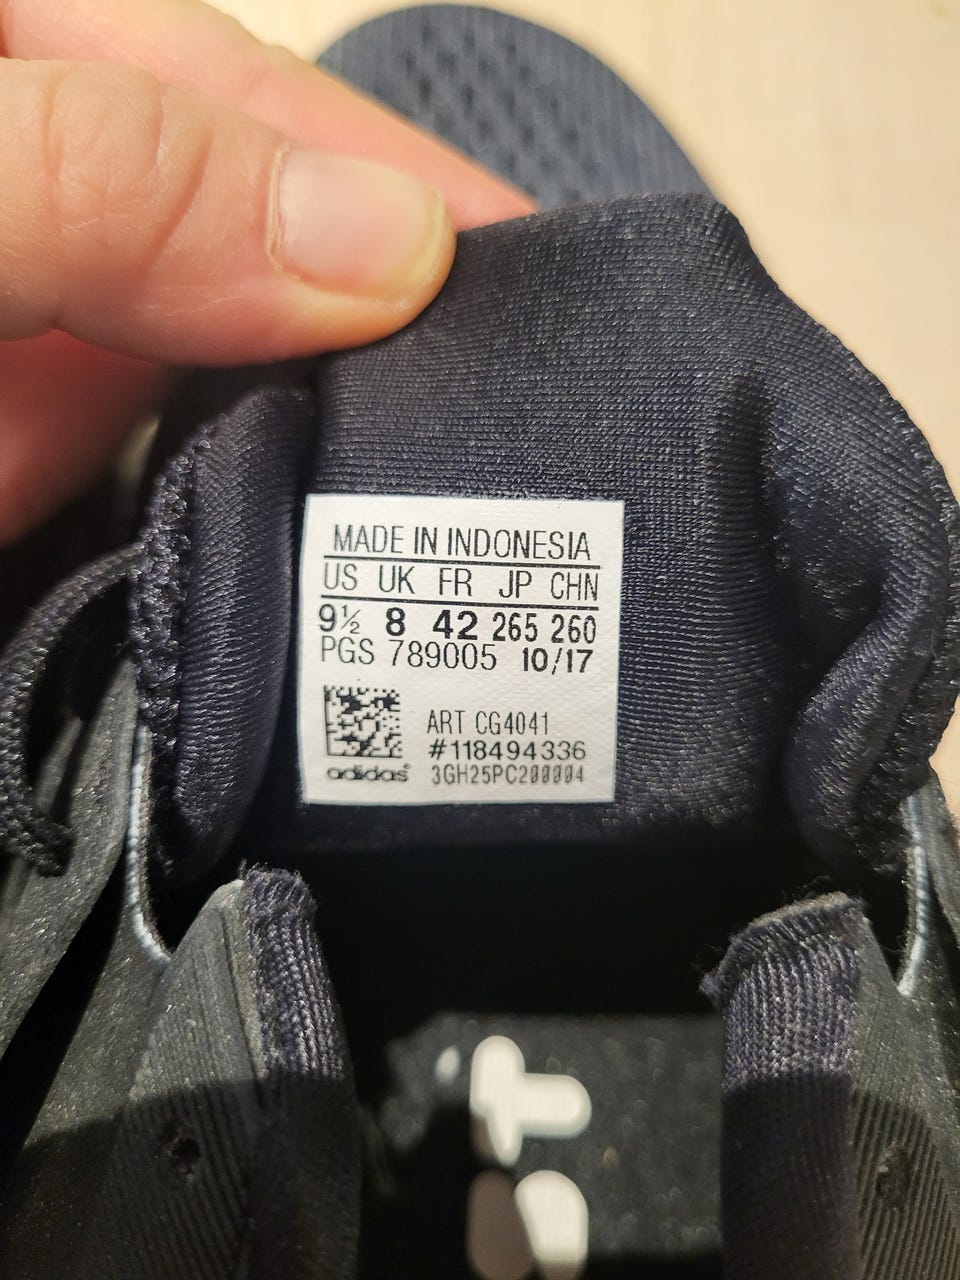 MADE IN INDONESIA
US UK FR JP CHN
9½ 8 42 265 260
PGS 789005 10/17
ART CG4041
#118494336
adidas® 3GH25PC200004